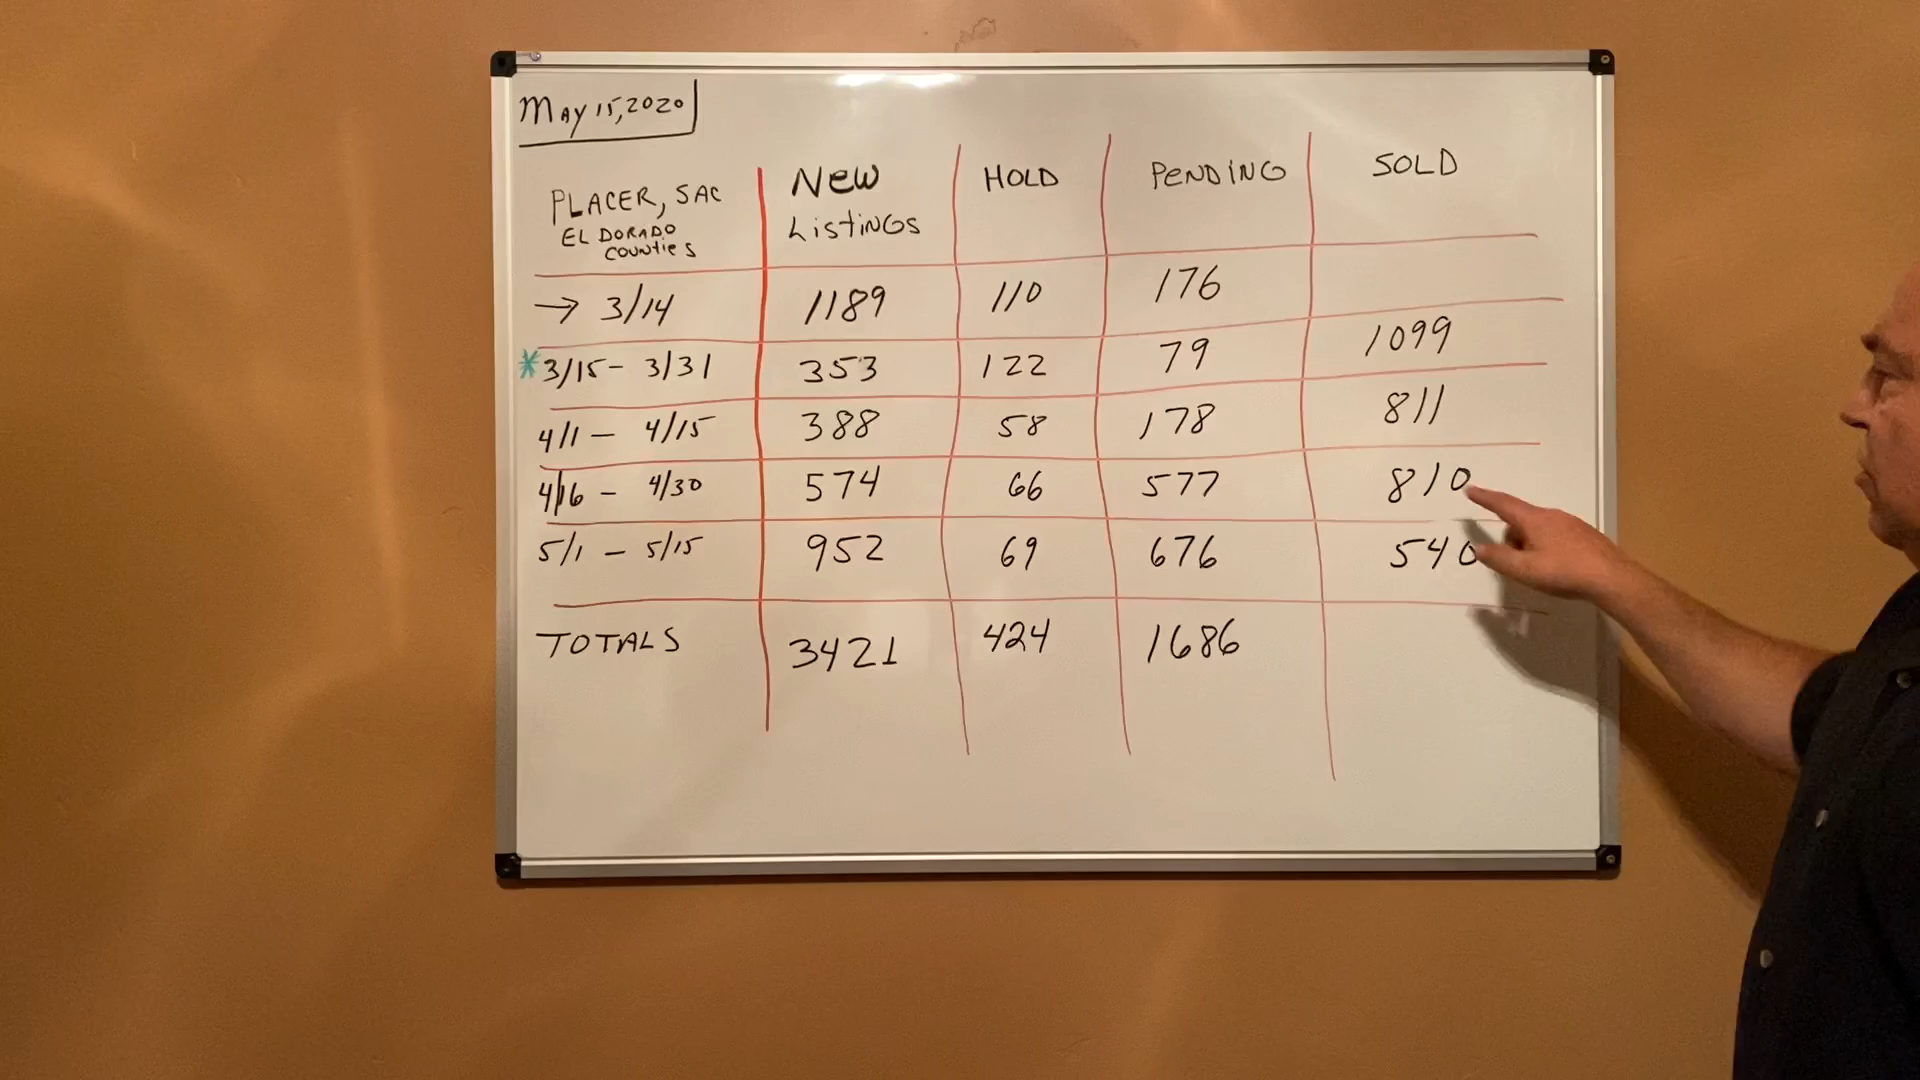 May 15, 2020
PLACER, SAC
EL DORADO
COUNTIES
New
Listings
HOLD
PENDING
SOLD
→ 3/14 1189 110 176
*3/15 - 3/31 353 122 79 1099
4/1 - 4/15 388 58 178 811
4/16 - 4/30 574 66 577 810
5/1 - 5/15 952 69 676 540
TOTALS 3421 424 1686